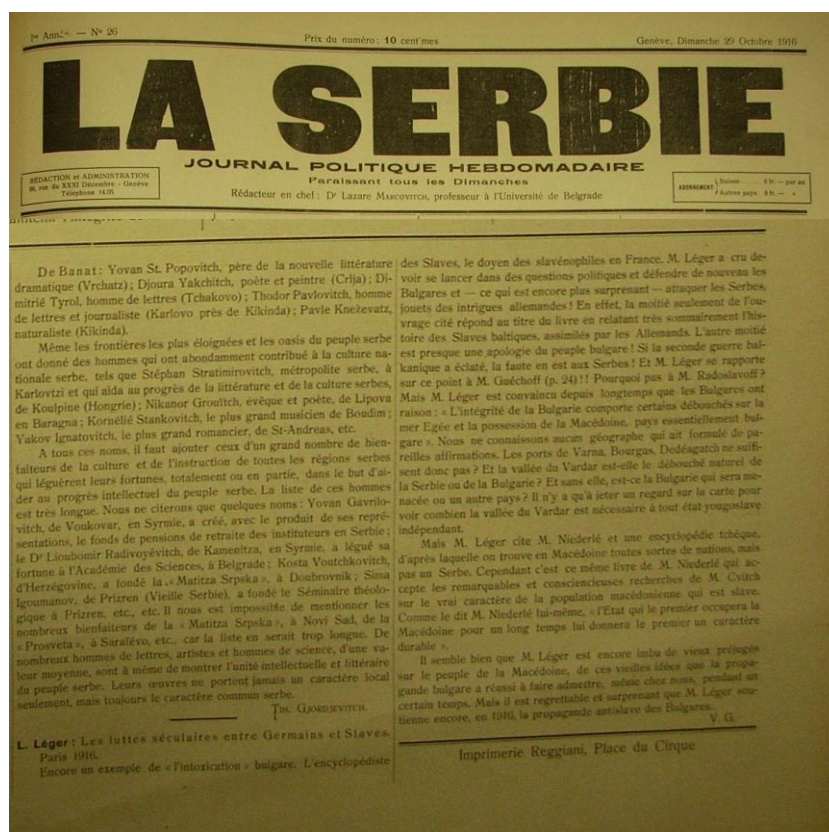 1re Année — No 26
Prix du numéro : 10 centimes
Genève, Dimanche 29 Octobre 1916
LA SERBIE
JOURNAL POLITIQUE HEBDOMADAIRE
Paraissant tous les Dimanches
RÉDACTION et ADMINISTRATION
rue du XXXI Décembre - Genève
Téléphone 14.05
Rédacteur en chef : Dr Lazare MARCOVITCH, professeur à l'Université de Belgrade
ABONNEMENT
Suisse 6 fr. — par an
Autres pays. 9 fr. — »
De Banat : Yovan St. Popovitch, père de la nouvelle littérature
dramatique (Vrchatz) ; Djoura Yakchitch, poète et peintre (Crlja) ; Di-
mitrié Tyrol, homme de lettres (Tchakovo) ; Thodor Pavlovitch, homme
de lettres et journaliste (Karlovo près de Kikinda) ; Pavle Kneževatz,
naturaliste (Kikinda).
Même les frontières les plus éloignées et les oasis du peuple serbe
ont donné des hommes qui ont abondamment contribué à la culture na-
tionale serbe, tels que Stéphan Stratimirovitch, métropolite serbe, à
Karlovtzi et qui aida au progrès de la littérature et de la culture serbes,
de Koulpine (Hongrie) ; Nikanor Grouïtch, évêque et poète, de Lipova
en Baragna ; Kornélié Stankovitch, le plus grand musicien de Boudim ;
Yakov Ignatovitch, le plus grand romancier, de St-Andreas, etc.
A tous ces noms, il faut ajouter ceux d'un grand nombre de bien-
faiteurs de la culture et de l'instruction de toutes les régions serbes
qui léguèrent leurs fortunes, totalement ou en partie, dans le but d'ai-
der au progrès intellectuel du peuple serbe. La liste de ces hommes
est très longue. Nous ne citerons que quelques noms : Yovan Gavrilo-
vitch, de Voukovar, en Syrmie, a créé, avec le produit de ses repré-
sentations, le fonds de pensions de retraite des instituteurs en Serbie ;
le Dr Lioubomir Radivoyévitch, de Kamenitza, en Syrmie, a légué sa
fortune à l'Académie des Sciences, à Belgrade ; Kosta Voutchkovitch,
d'Herzégovine, a fondé la « Matitza Srpska », à Doubrovnik ; Sima
Igoumanov, de Prizren (Vieille Serbie), a fondé le Séminaire théolo-
gique à Prizren, etc., etc. Il nous est impossible de mentionner les
nombreux bienfaiteurs de la « Matitza Srpska », à Novi Sad, de la
« Prosveta », à Saraïévo, etc., car la liste en serait trop longue. De
nombreux hommes de lettres, artistes et hommes de science, d'une va-
leur moyenne, sont à même de montrer l'unité intellectuelle et littéraire
du peuple serbe. Leurs œuvres ne portent jamais un caractère local
seulement, mais toujours le caractère commun serbe.
TIH. GJORDJEVITCH.
L. Léger : Les luttes séculaires entre Germains et Slaves.
Paris 1916.
Encore un exemple de « l'intoxication » bulgare. L'encyclopédiste
des Slaves, le doyen des slavénophiles en France, M. Léger a cru de-
voir se lancer dans des questions politiques et défendre de nouveau les
Bulgares et — ce qui est encore plus surprenant — attaquer les Serbes,
jouets des intrigues allemandes ! En effet, la moitié seulement de l'ou-
vrage cité répond au titre du livre en relatant très sommairement l'his-
toire des Slaves baltiques, assimilés par les Allemands. L'autre moitié
est presque une apologie du peuple bulgare ! Si la seconde guerre bal-
kanique a éclaté, la faute en est aux Serbes ! Et M. Léger se rapporte
sur ce point à M. Guéchoff (p. 24) !! Pourquoi pas à M. Radoslavoff ?
Mais M. Léger est convaincu depuis longtemps que les Bulgares ont
raison : « L'intégrité de la Bulgarie comporte certains débouchés sur la
mer Egée et la possession de la Macédoine, pays essentiellement bul-
gare ». Nous ne connaissons aucun géographe qui ait formulé de pa-
reilles affirmations. Les ports de Varna, Bourgas, Dedéagatch ne suffi-
sent donc pas ? Et la vallée du Vardar est-elle le débouché naturel de
la Serbie ou de la Bulgarie ? Et sans elle, est-ce la Bulgarie qui sera me-
nacée ou un autre pays ? Il n'y a qu'à jeter un regard sur la carte pour
voir combien la vallée du Vardar est nécessaire à tout état yougoslave
indépendant.
Mais M. Léger cite M. Niederlé et une encyclopédie tchèque,
d'après laquelle on trouve en Macédoine toutes sortes de nations, mais
pas un Serbe. Cependant c'est ce même livre de M. Niederlé qui ac-
cepte les remarquables et consciencieuses recherches de M. Cvitch
sur le vrai caractère de la population macédonienne qui est slave.
Comme le dit M. Niederlé lui-même, « l'Etat qui le premier occupera la
Macédoine pour un long temps lui donnera le premier un caractère
durable ».
Il semble bien que M. Léger est encore imbu de vieux préjugés
sur le peuple de la Macédoine, de ces vieilles idées que la propa-
gande bulgare a réussi à faire admettre, même chez nous, pendant un
certain temps. Mais il est regrettable et surprenant que M. Léger sou-
tienne encore, en 1916, la propagande antislave des Bulgares.
V. G.
Imprimerie Reggiani, Place du Cirque